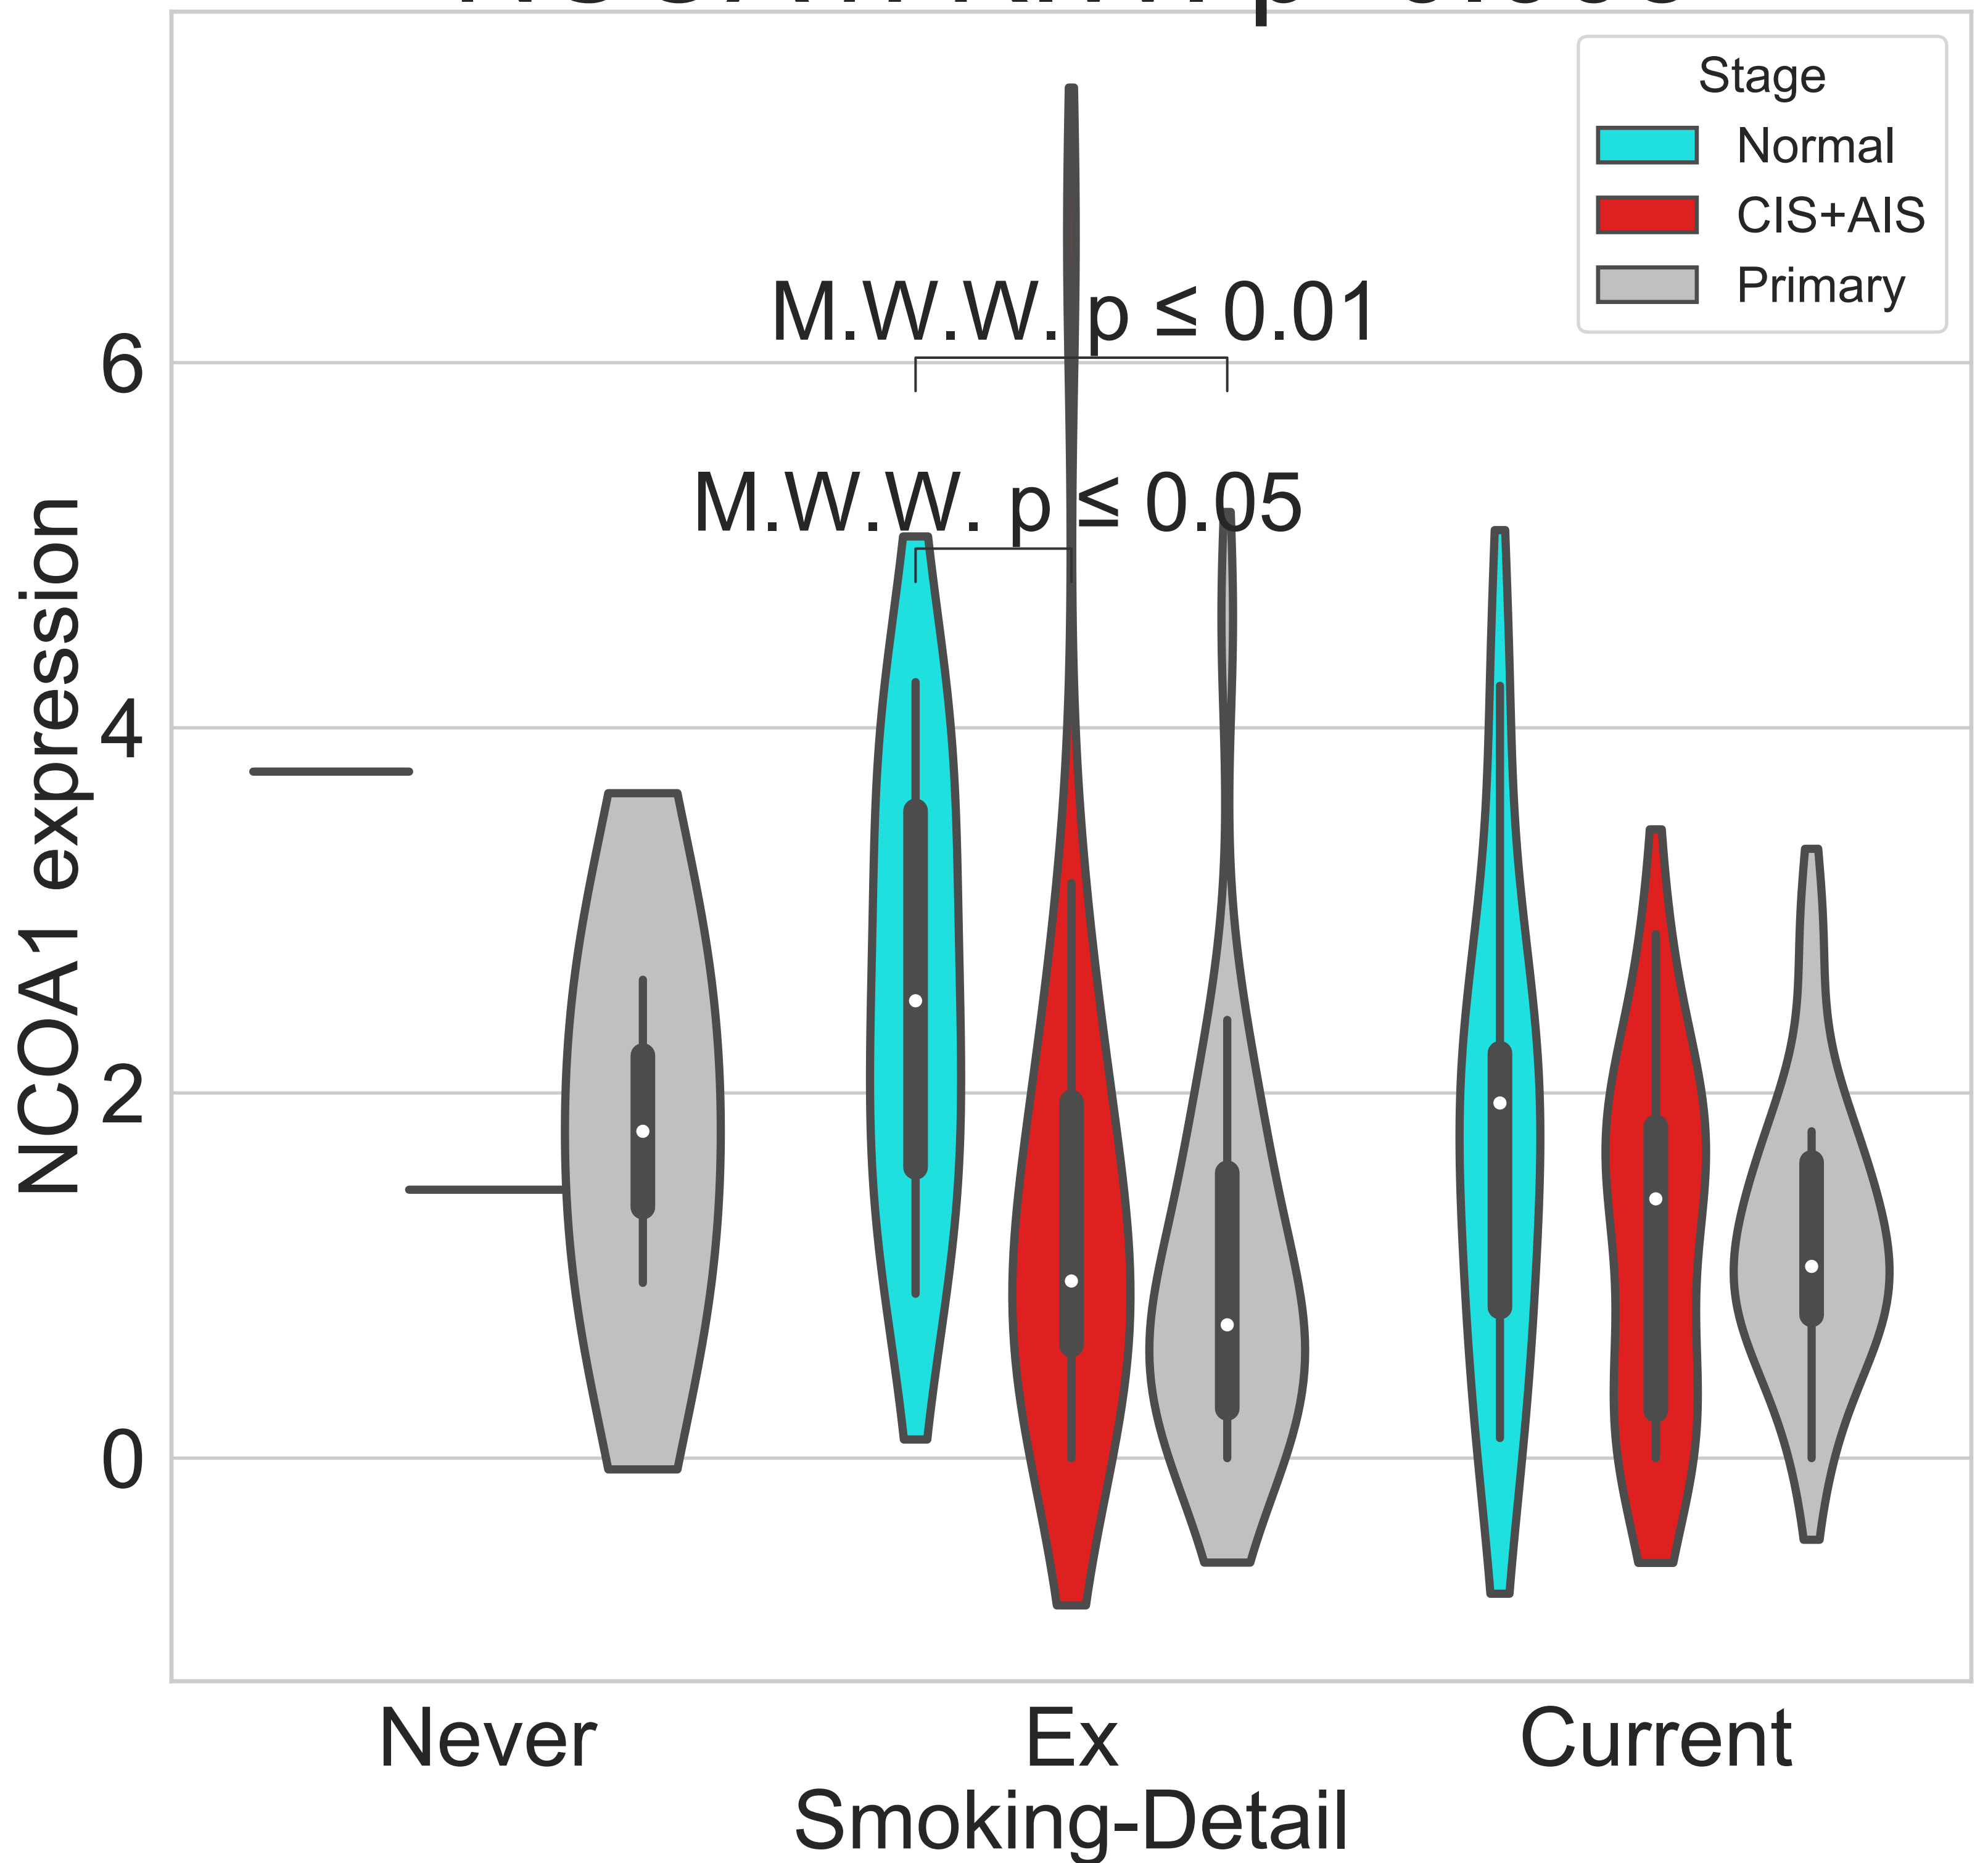 Stage
Normal
CIS+AIS
Primary
M.W.W. p ≤ 0.01
M.W.W. p ≤ 0.05
6
4
2
0
NCOA1 expression
Never
Ex
Current
Smoking-Detail